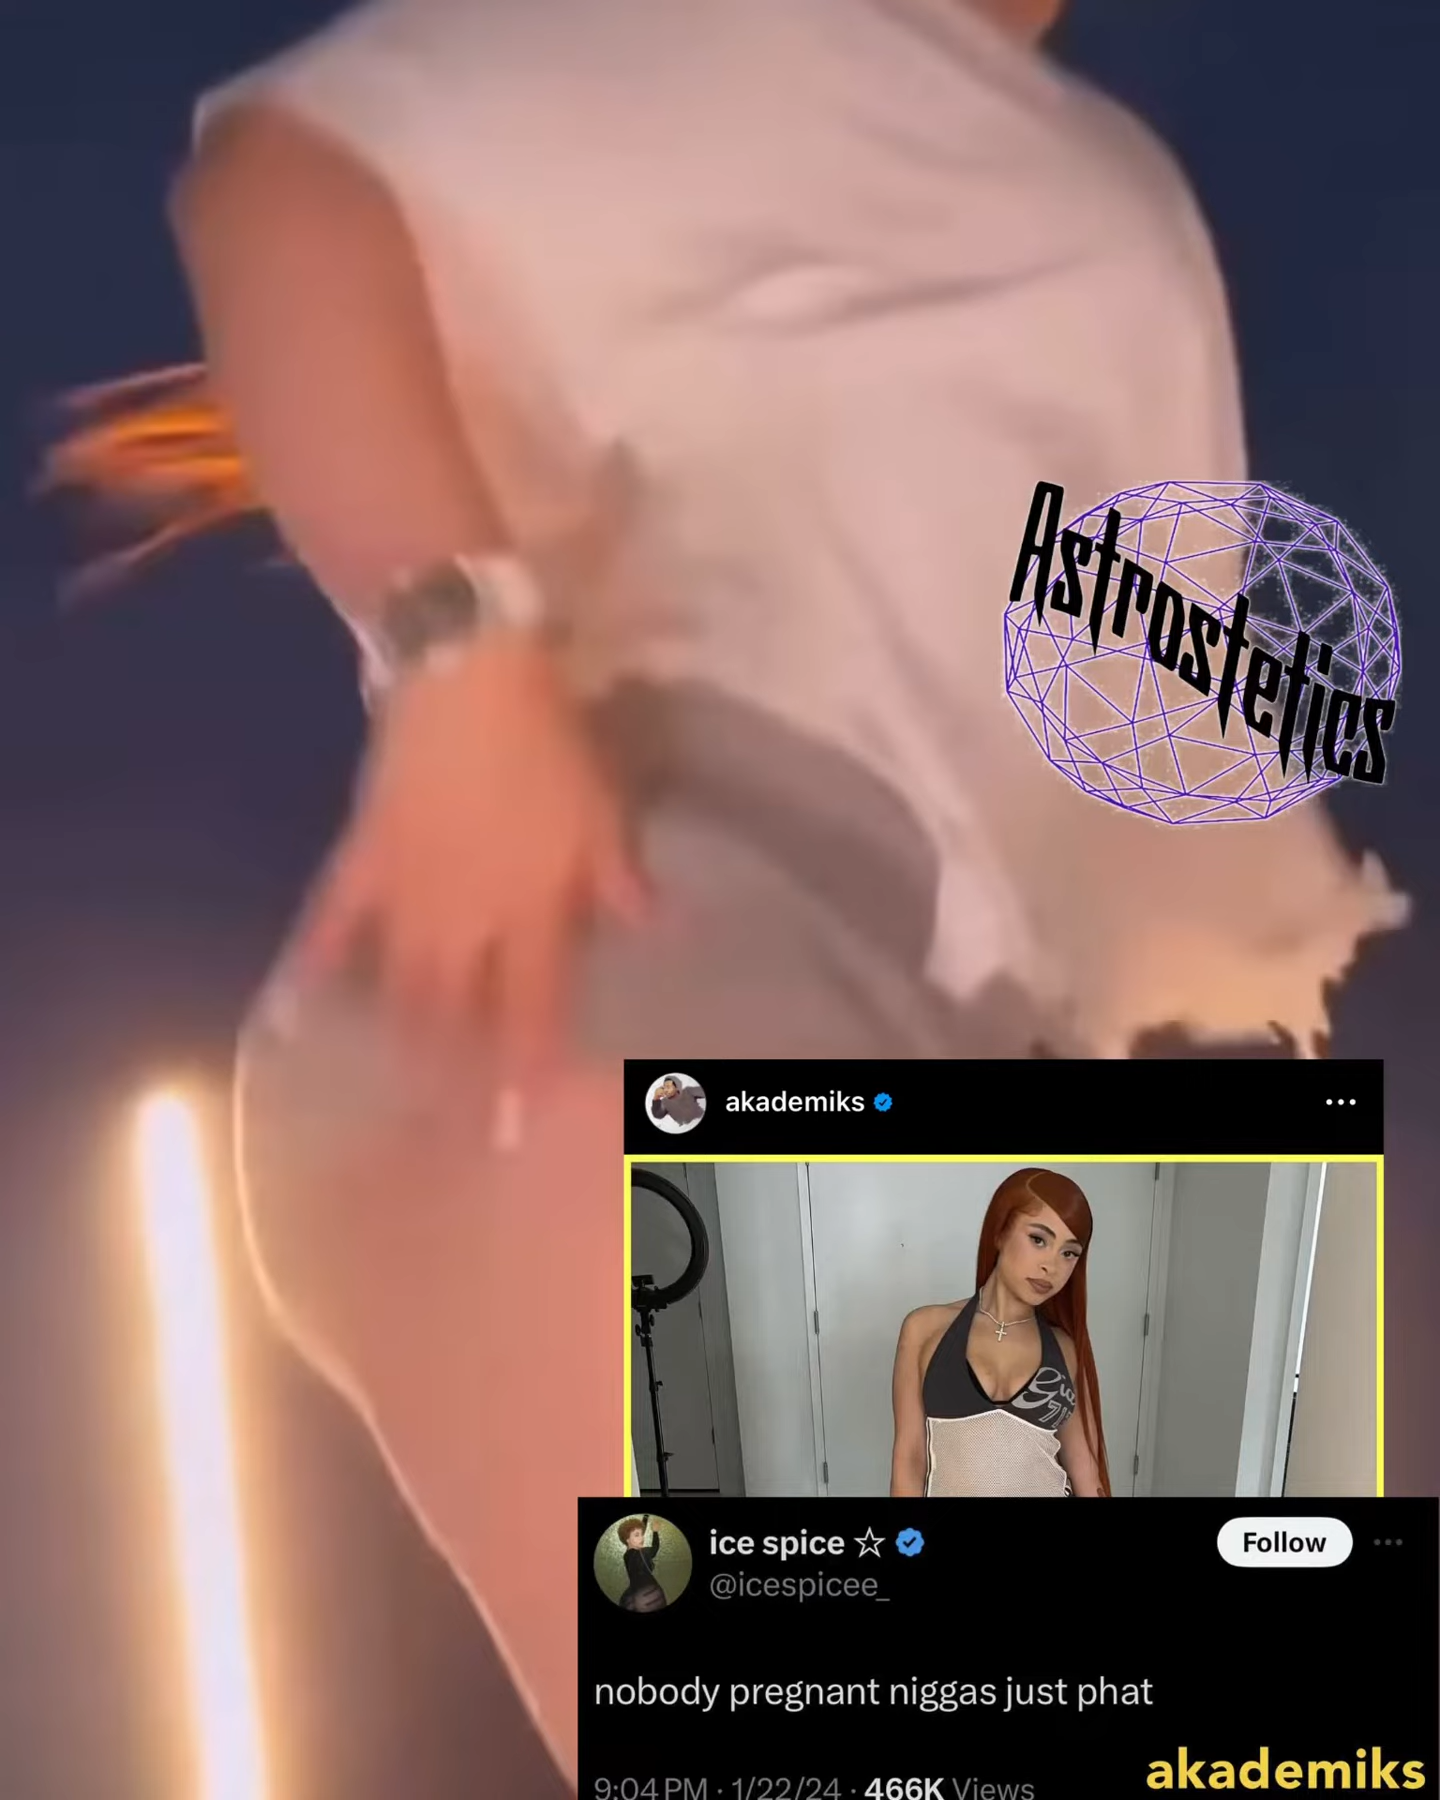 Astrostetics
akademiks
Gia
ice spice ☆
Follow
@icespicee_
nobody pregnant niggas just phat
9:04 PM · 1/22/24 · 466K Views
akademiks